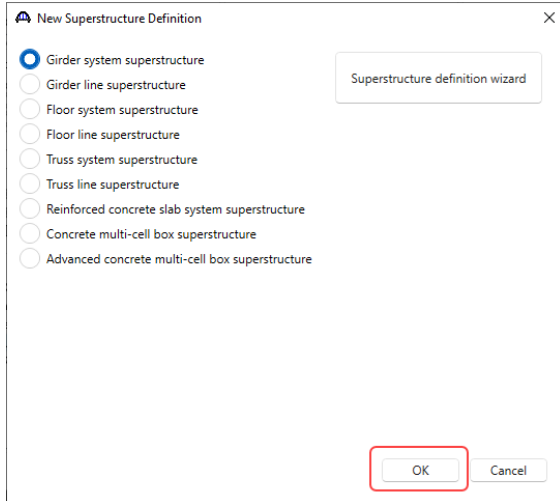 New Superstructure Definition
Girder system superstructure
Superstructure definition wizard
Girder line superstructure
Floor system superstructure
Floor line superstructure
Truss system superstructure
Truss line superstructure
Reinforced concrete slab system superstructure
Concrete multi-cell box superstructure
Advanced concrete multi-cell box superstructure
OK
Cancel